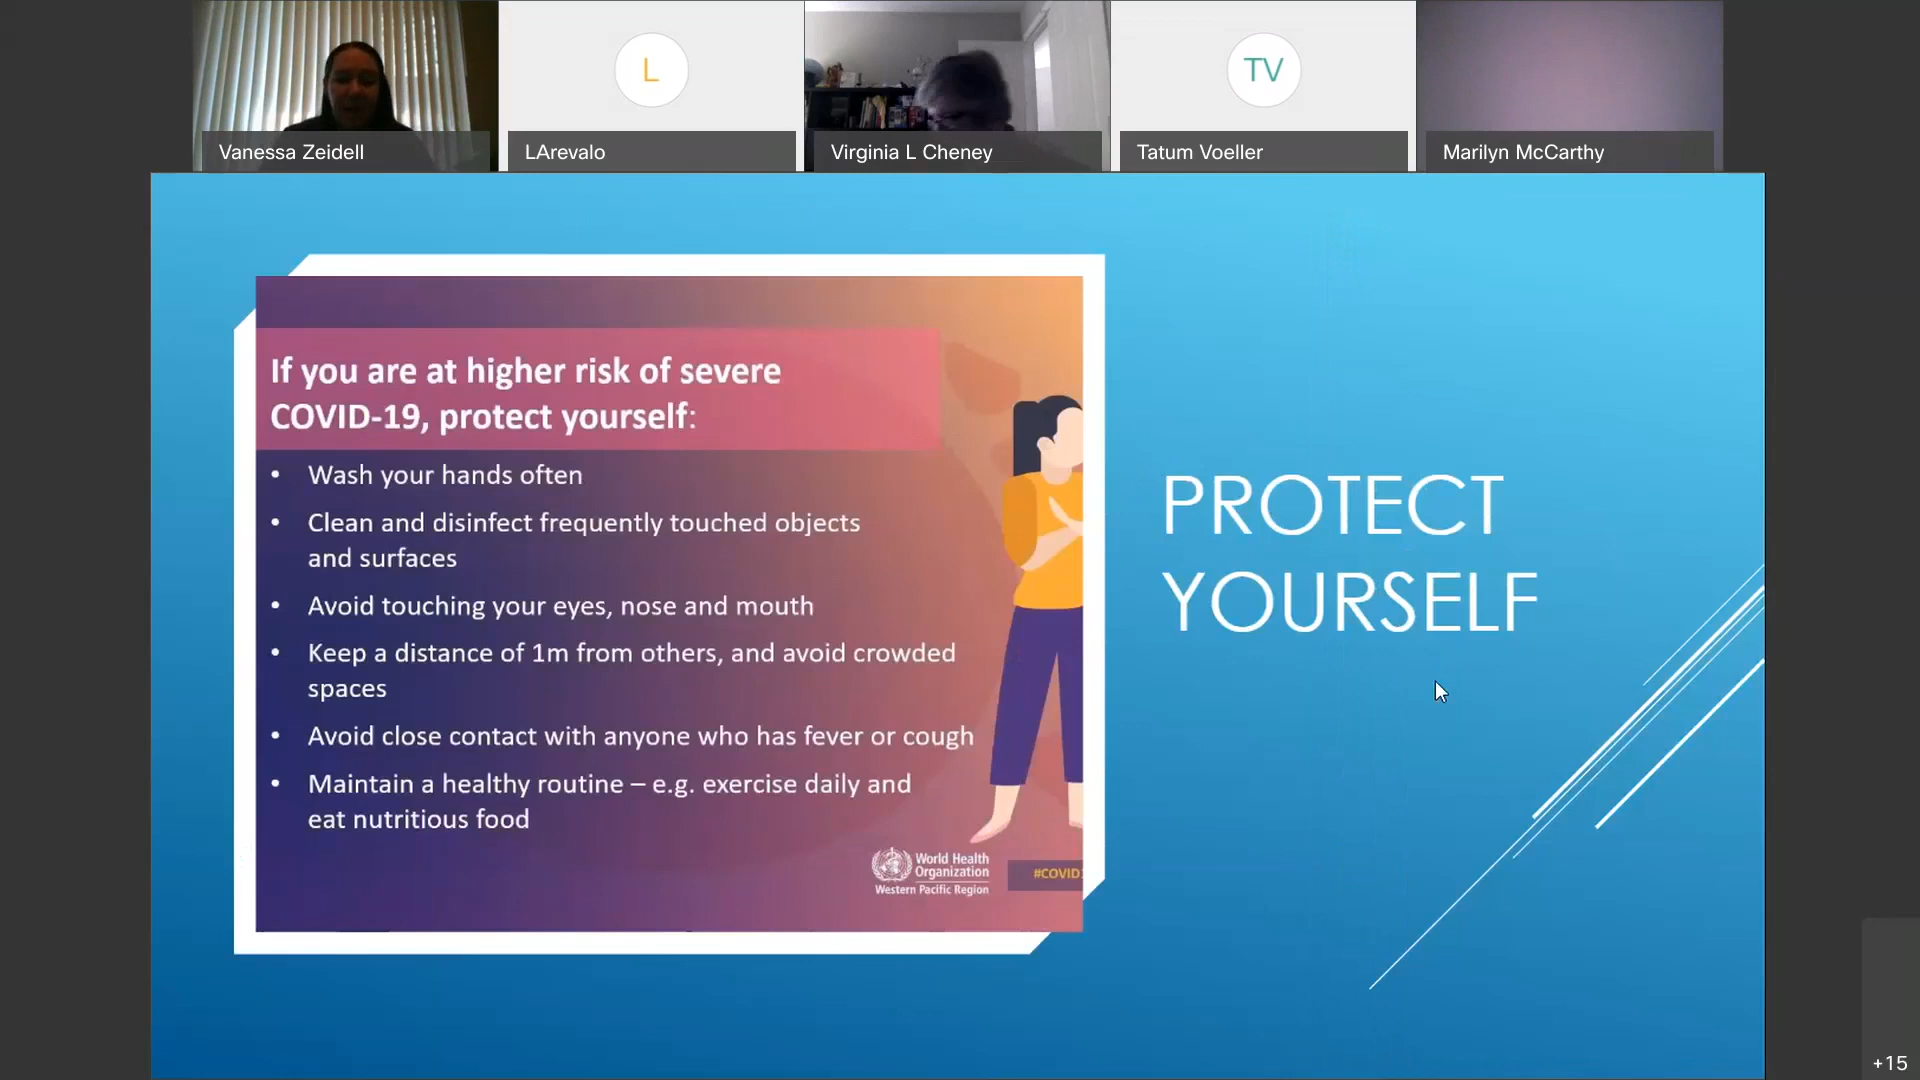 Vanessa Zeidell
L
LArevalo
Virginia L Cheney
TV
Tatum Voeller
Marilyn McCarthy
If you are at higher risk of severe
COVID-19, protect yourself:
• Wash your hands often
• Clean and disinfect frequently touched objects
and surfaces
• Avoid touching your eyes, nose and mouth
• Keep a distance of 1m from others, and avoid crowded
spaces
• Avoid close contact with anyone who has fever or cough
• Maintain a healthy routine – e.g. exercise daily and
eat nutritious food
World Health
Organization
Western Pacific Region
#COVID
PROTECT
YOURSELF
+15